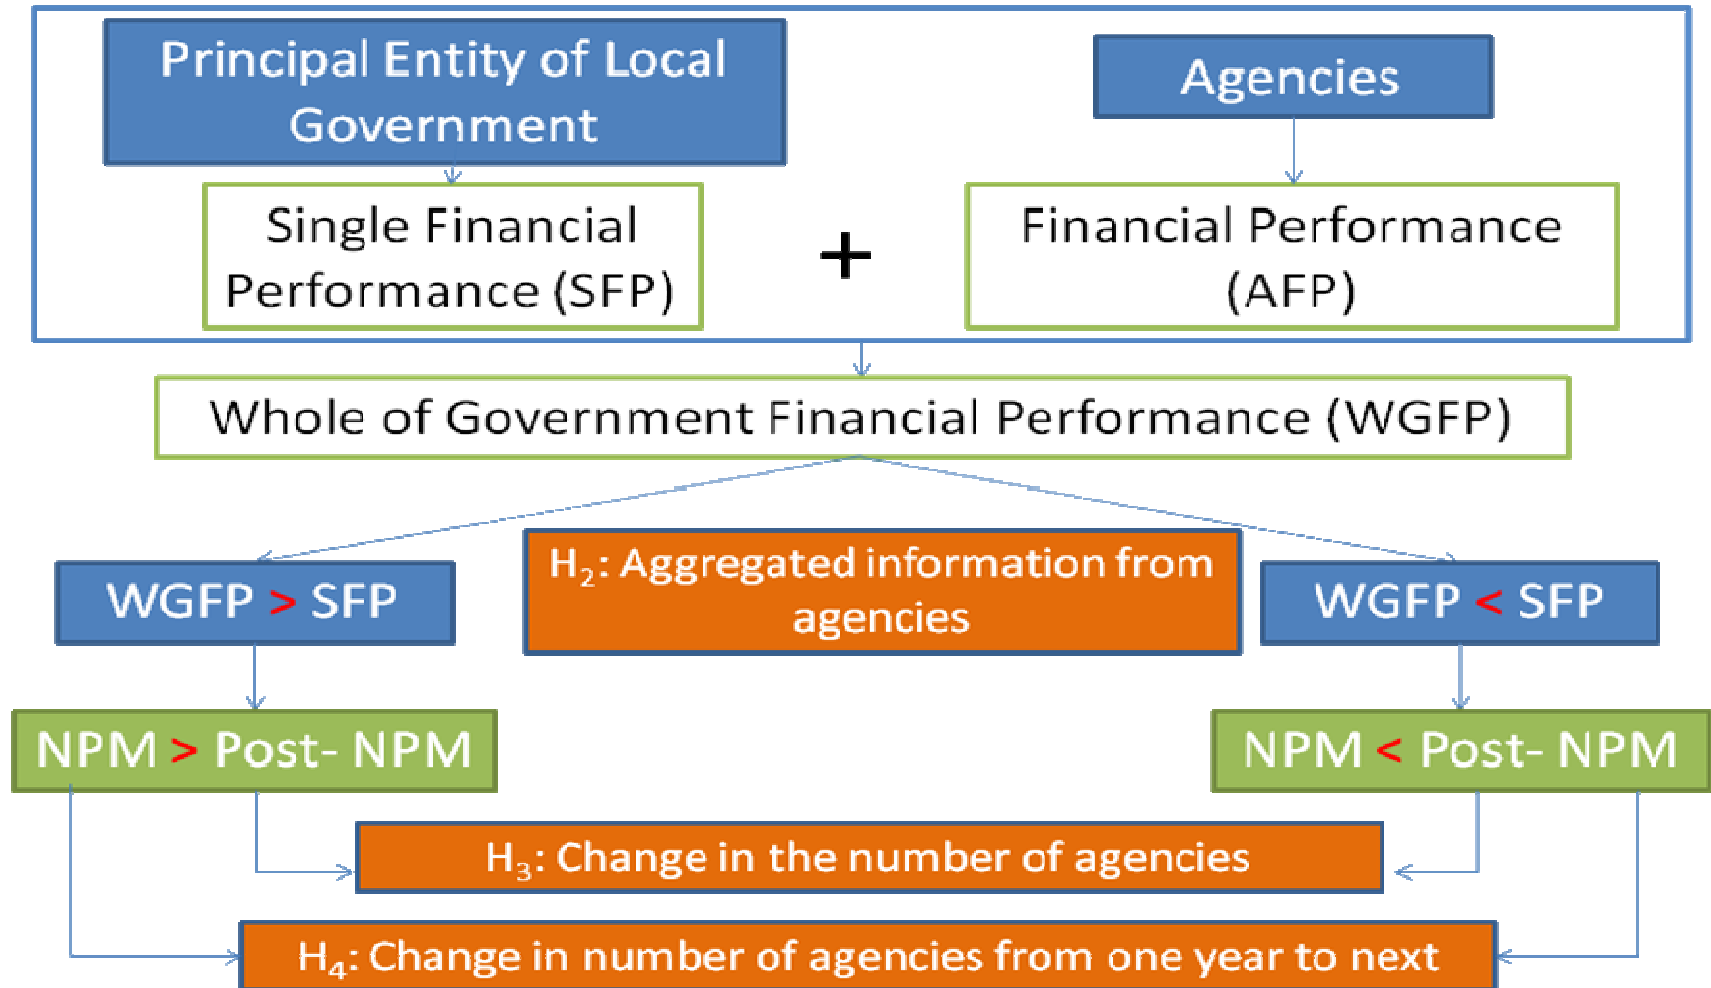 Principal Entity of Local
Government
Agencies
Single Financial
Performance (SFP)
+
Financial Performance
(AFP)
Whole of Government Financial Performance (WGFP)
H₂: Aggregated information from
agencies
WGFP > SFP
WGFP < SFP
NPM > Post- NPM
NPM < Post- NPM
H₃: Change in the number of agencies
H₄: Change in number of agencies from one year to next